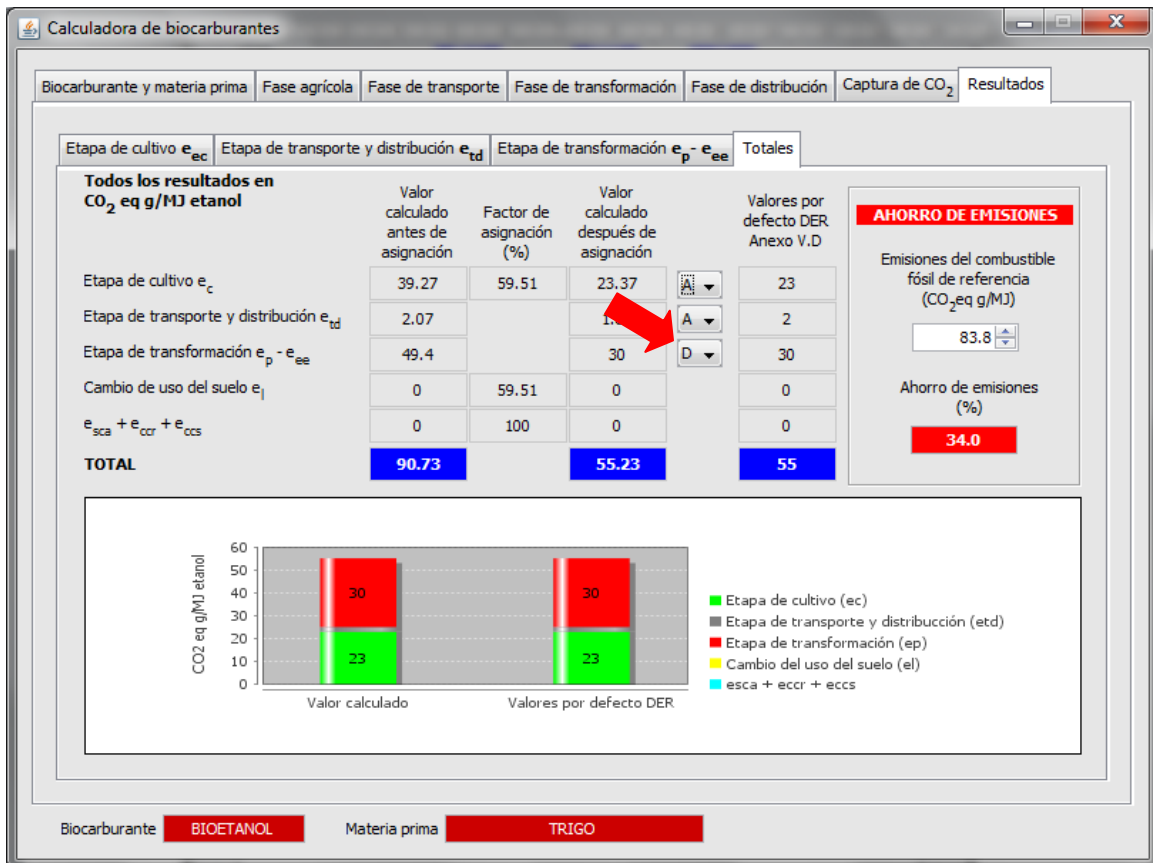 Calculadora de biocarburantes
Biocarburante y materia prima Fase agrícola Fase de transporte Fase de transformación Fase de distribución Captura de CO2 Resultados
Etapa de cultivo eec Etapa de transporte y distribución etd Etapa de transformación ep- eee Totales
Todos los resultados en
CO2 eq g/MJ etanol
Valor
calculado
antes de
asignación
Factor de
asignación
(%)
Valor
calculado
después de
asignación
Valores por
defecto DER
Anexo V.D
Etapa de cultivo ec 39.27 59.51 23.37 A 23
Etapa de transporte y distribución etd 2.07 A 2
Etapa de transformación ep - eee 49.4 30 D 30
Cambio de uso del suelo el 0 59.51 0 0
esca + eccr + eccs 0 100 0 0
TOTAL 90.73 55.23 55
AHORRO DE EMISIONES
Emisiones del combustible
fósil de referencia
(CO2eq g/MJ)
83.8
Ahorro de emisiones
(%)
34.0
CO2 eq g/MJ etanol
60
50
40
30
20
10
0
30
23
30
23
Valor calculado
Valores por defecto DER
Etapa de cultivo (ec)
Etapa de transporte y distribucción (etd)
Etapa de transformación (ep)
Cambio del uso del suelo (el)
esca + eccr + eccs
Biocarburante BIOETANOL Materia prima TRIGO